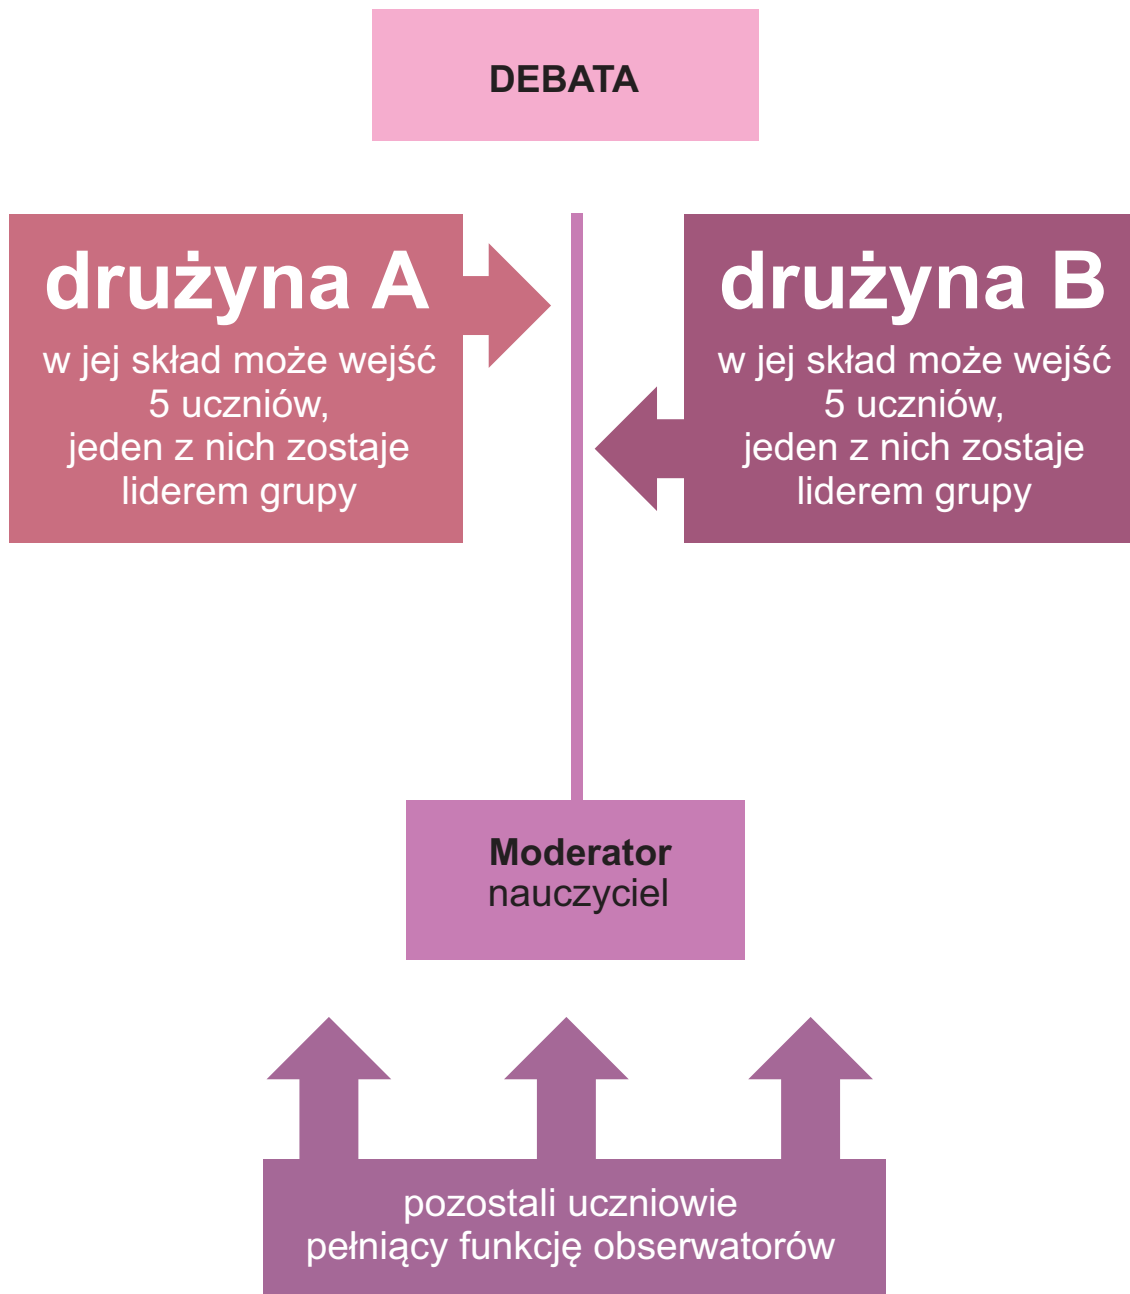 DEBATA
drużyna A
w jej skład może wejść
5 uczniów,
jeden z nich zostaje
liderem grupy
drużyna B
w jej skład może wejść
5 uczniów,
jeden z nich zostaje
liderem grupy
Moderator
nauczyciel
pozostali uczniowie
pełniący funkcję obserwatorów